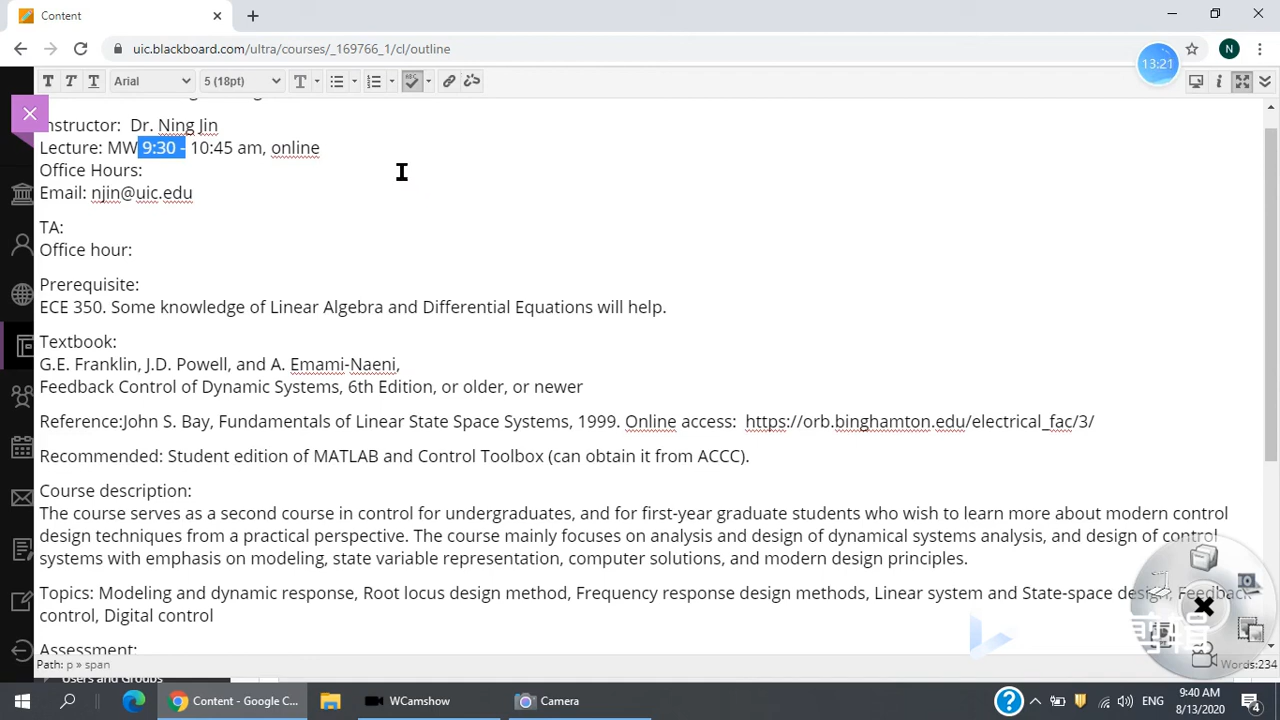 Content
uic.blackboard.com/ultra/courses/_169766_1/cl/outline
N
13:21
T T T Arial 5 (18pt) T ABC
Instructor: Dr. Ning Jin
Lecture: MW 9:30 - 10:45 am, online
Office Hours:
Email: njin@uic.edu
TA:
Office hour:
Prerequisite:
ECE 350. Some knowledge of Linear Algebra and Differential Equations will help.
Textbook:
G.E. Franklin, J.D. Powell, and A. Emami-Naeni,
Feedback Control of Dynamic Systems, 6th Edition, or older, or newer
Reference:John S. Bay, Fundamentals of Linear State Space Systems, 1999. Online access: https://orb.binghamton.edu/electrical_fac/3/
Recommended: Student edition of MATLAB and Control Toolbox (can obtain it from ACCC).
Course description:
The course serves as a second course in control for undergraduates, and for first-year graduate students who wish to learn more about modern control
design techniques from a practical perspective. The course mainly focuses on analysis and design of dynamical systems analysis, and design of control
systems with emphasis on modeling, state variable representation, computer solutions, and modern design principles.
Topics: Modeling and dynamic response, Root locus design method, Frequency response design methods, Linear system and State-space design, Feedback
control, Digital control
Assessment:
Path: p » span
Words:234
Users and Groups
Content - Google C...
WCamshow
Camera
ENG
9:40 AM
8/13/2020
4